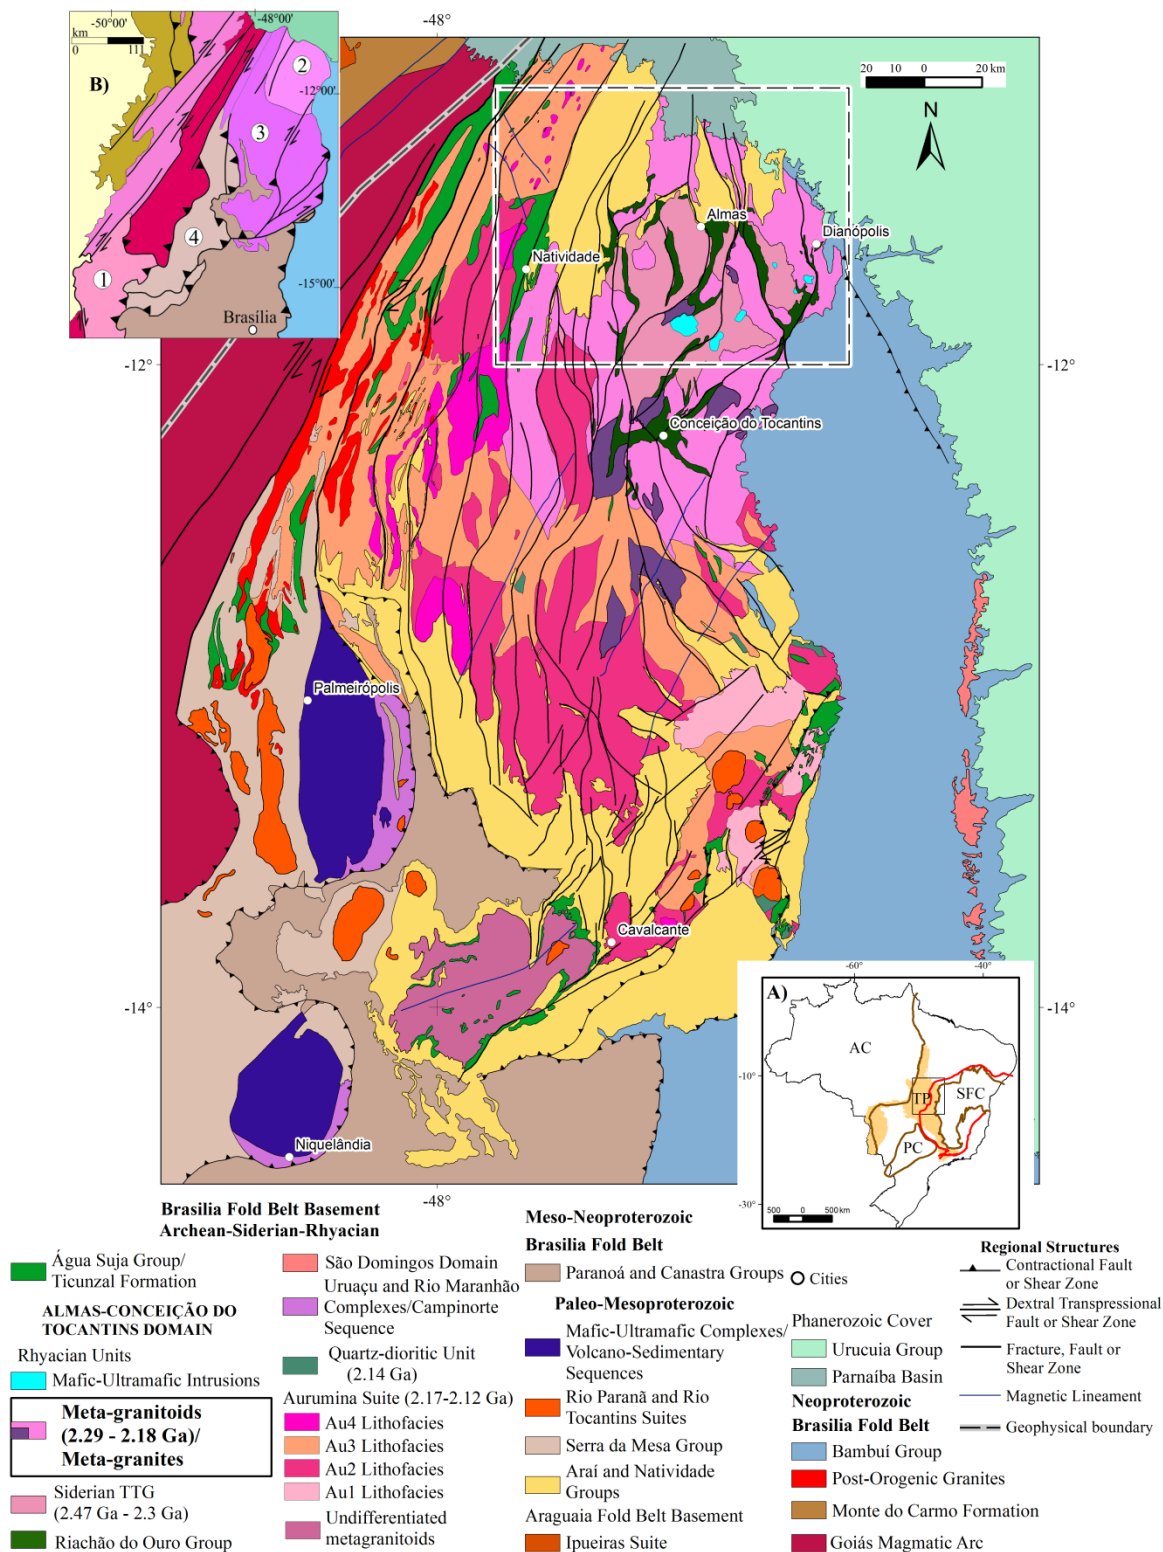 -50°00'
-48°00'
km
0
111
B)
2
-12°00'
3
4
1
-15°00'
Brasília
-48°
20
10
0
20 km
N
Almas
Dianópolis
Natividade
-12°
-12°
Conceição do Tocantins
Palmeirópolis
Cavalcante
-14°
-14°
Niquelândia
-48°
A)
-60°
-40°
AC
-10°
TP
SFC
PC
-30°
500
0
500km
Brasilia Fold Belt Basement
Archean-Siderian-Rhyacian
Água Suja Group/
Ticunzal Formation
ALMAS-CONCEIÇÃO DO
TOCANTINS DOMAIN
Rhyacian Units
Mafic-Ultramafic Intrusions
Meta-granitoids
(2.29 - 2.18 Ga)/
Meta-granites
Siderian TTG
(2.47 Ga - 2.3 Ga)
Riachão do Ouro Group
São Domingos Domain
Uruaçu and Rio Maranhão
Complexes/Campinorte
Sequence
Quartz-dioritic Unit
(2.14 Ga)
Aurumina Suite (2.17-2.12 Ga)
Au4 Lithofacies
Au3 Lithofacies
Au2 Lithofacies
Au1 Lithofacies
Undifferentiated
metagranitoids
Meso-Neoproterozoic
Brasilia Fold Belt
Paranoá and Canastra Groups
Paleo-Mesoproterozoic
Mafic-Ultramafic Complexes/
Volcano-Sedimentary
Sequences
Rio Paranã and Rio
Tocantins Suites
Serra da Mesa Group
Araí and Natividade
Groups
Araguaia Fold Belt Basement
Ipueiras Suite
Cities
Phanerozoic Cover
Urucuia Group
Parnaíba Basin
Neoproterozoic
Brasilia Fold Belt
Bambuí Group
Post-Orogenic Granites
Monte do Carmo Formation
Goiás Magmatic Arc
Regional Structures
Contractional Fault
or Shear Zone
Dextral Transpressional
Fault or Shear Zone
Fracture, Fault or
Shear Zone
Magnetic Lineament
Geophysical boundary